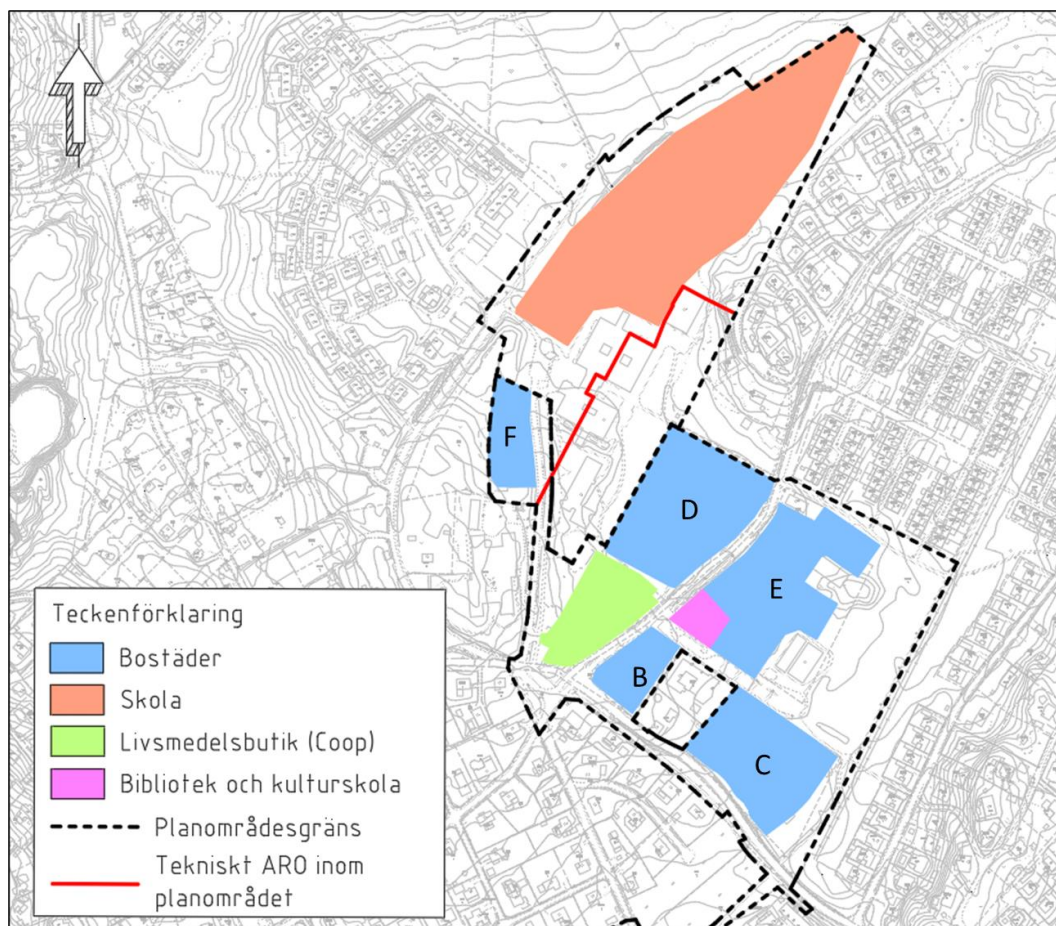 F
D
E
B
C
Teckenförklaring
Bostäder
Skola
Livsmedelsbutik (Coop)
Bibliotek och kulturskola
Planområdesgräns
Tekniskt ARO inom
planområdet